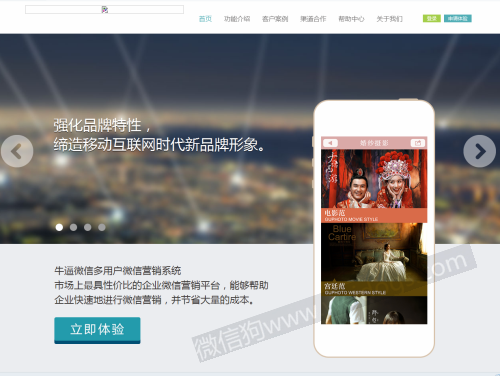 首页 功能介绍 客户案例 渠道合作 帮助中心 关于我们 登录 申请体验
强化品牌特性，
缔造移动互联网时代新品牌形象。
婚纱摄影
电影范
GUPHOTO.MOVIE STYLE
Blue
Cartire
宫廷范
GUPHOTO.WESTERN STYLE
牛逼微信多用户微信营销系统
市场上最具性价比的企业微信营销平台，能够帮助
企业快速地进行微信营销，并节省大量的成本。
立即体验
微信狗www.
.com